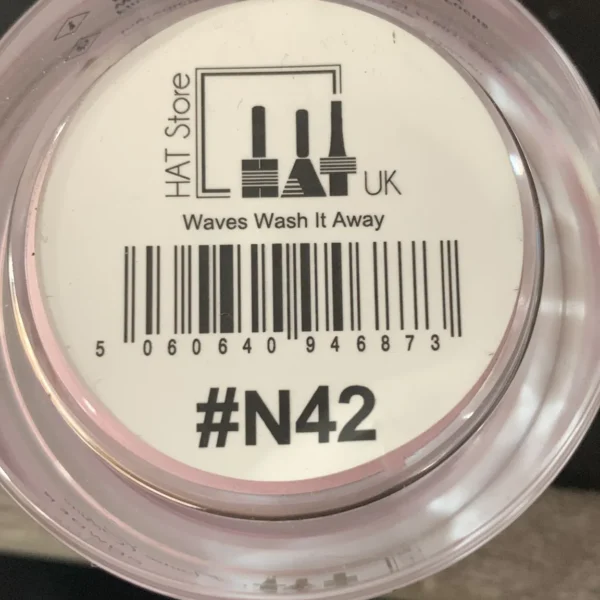 HAT Store
HAT UK
Waves Wash It Away
5 060640 946873
#N42